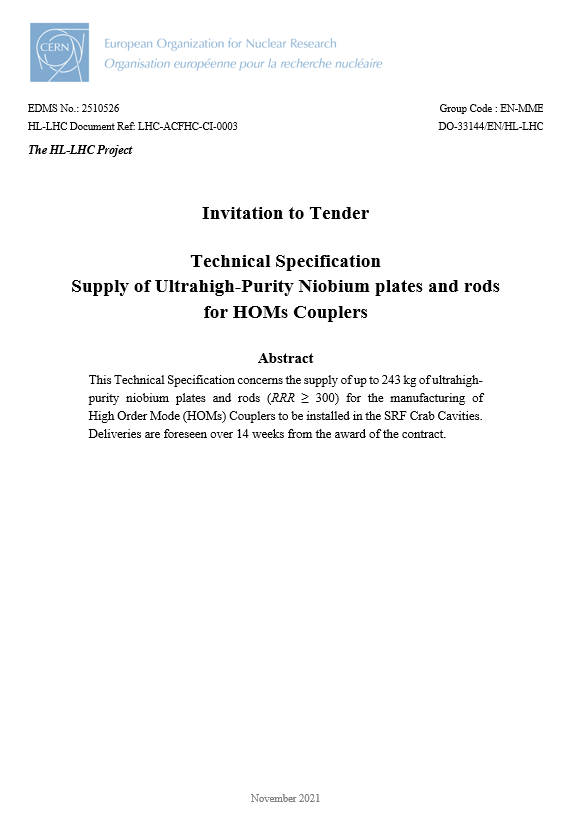 CERN
European Organization for Nuclear Research
Organisation européenne pour la recherche nucléaire
EDMS No.: 2510526
Group Code : EN-MME
HL-LHC Document Ref: LHC-ACFHC-CI-0003
DO-33144/EN/HL-LHC
The HL-LHC Project
Invitation to Tender
Technical Specification
Supply of Ultrahigh-Purity Niobium plates and rods
for HOMs Couplers
Abstract
This Technical Specification concerns the supply of up to 243 kg of ultrahigh-
purity niobium plates and rods (RRR ≥ 300) for the manufacturing of
High Order Mode (HOMs) Couplers to be installed in the SRF Crab Cavities.
Deliveries are foreseen over 14 weeks from the award of the contract.
November 2021